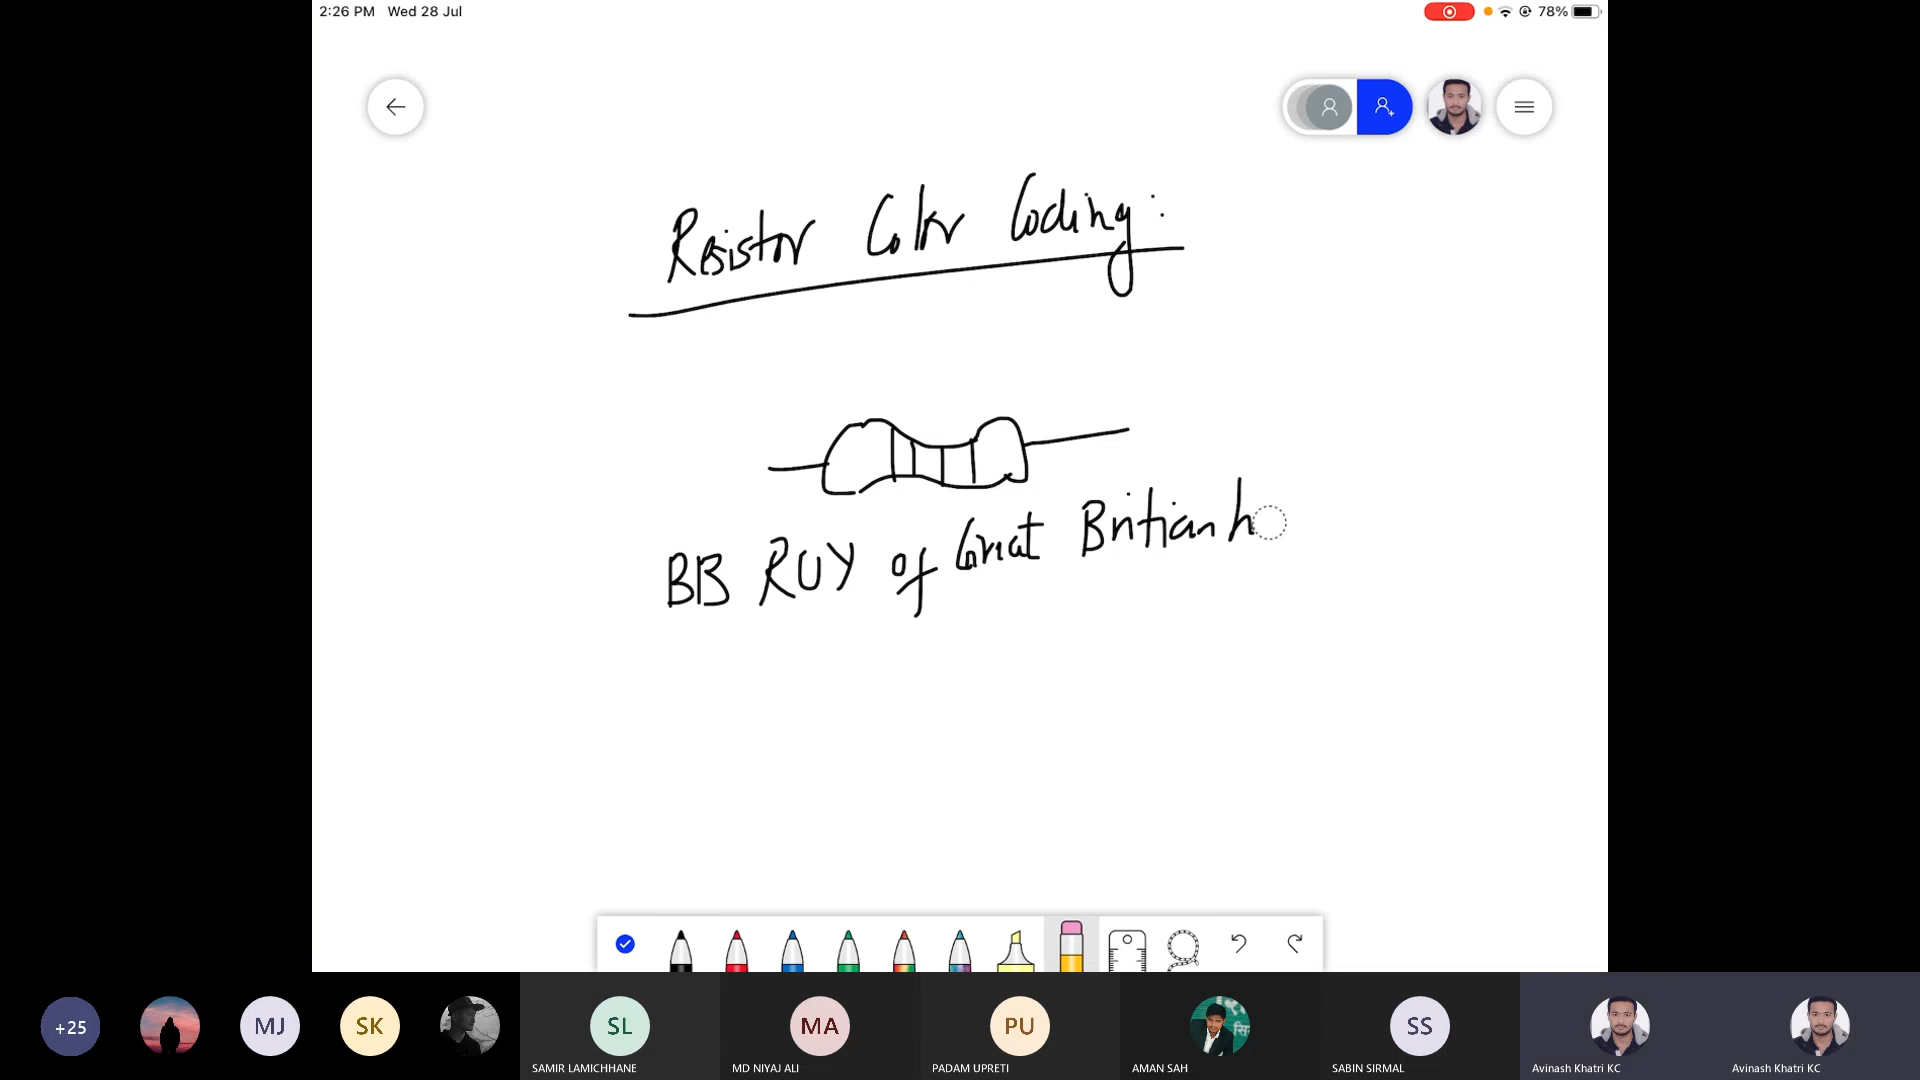 2:26 PM Wed 28 Jul
78%
Resistor Color Coding:
BB ROY of Great Britian h
+25
MJ
SK
SL
MA
PU
SS
SAMIR LAMICHHANE
MD NIYAJ ALI
PADAM UPRETI
AMAN SAH
SABIN SIRMAL
Avinash Khatri KC
Avinash Khatri KC